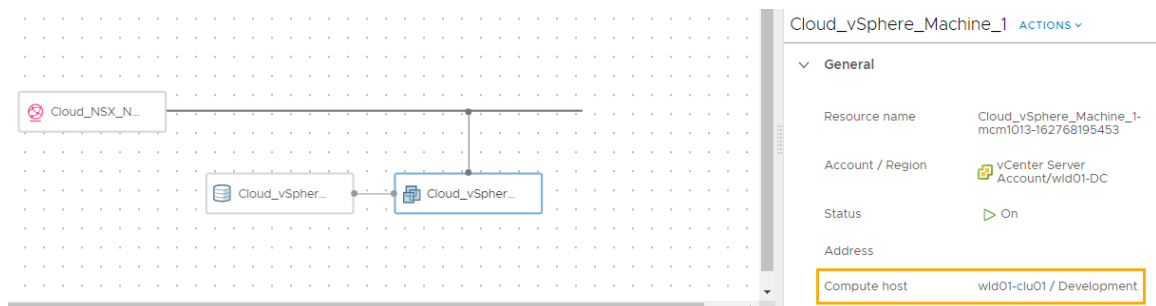 Cloud_NSX_N...
Cloud_vSpher...
Cloud_vSpher...
Cloud_vSphere_Machine_1 ACTIONS
General
Resource name
Cloud_vSphere_Machine_1-
mcm1013-162768195453
Account / Region
vCenter Server
Account/wld01-DC
Status
On
Address
Compute host
wld01-clu01 / Development